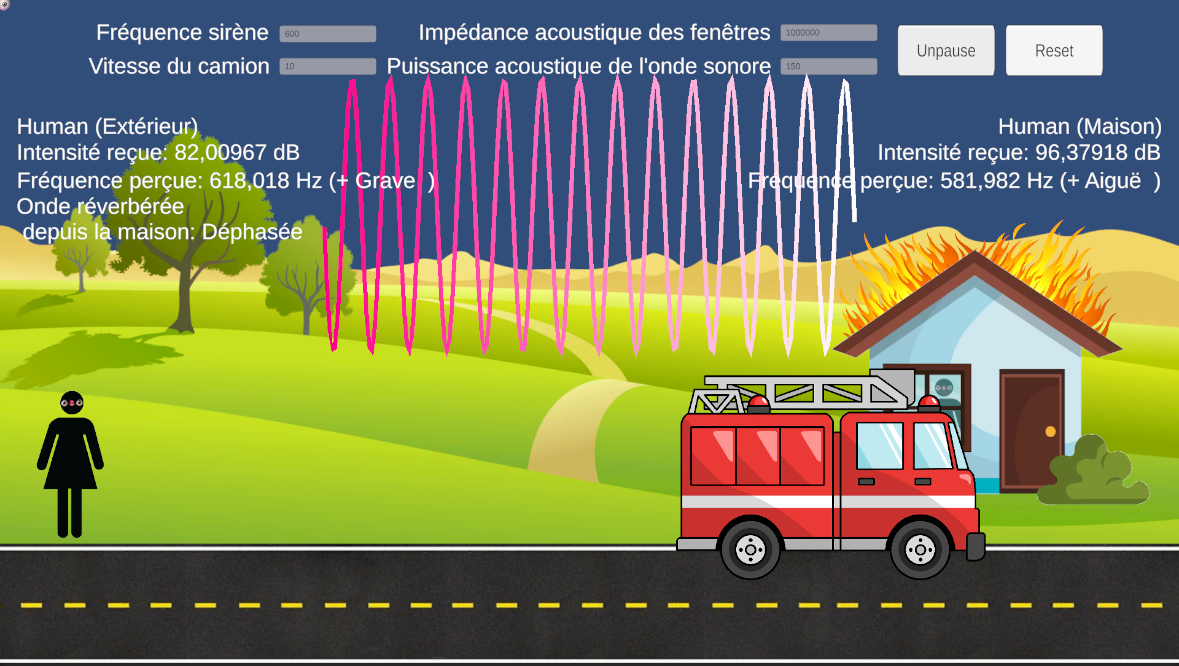 Fréquence sirène 600
Impédance acoustique des fenêtres 1000000
Unpause
Reset
Vitesse du camion 10
Puissance acoustique de l'onde sonore 150
Human (Extérieur)
Intensité reçue: 82,00967 dB
Fréquence perçue: 618,018 Hz (+ Grave )
Onde réverbérée
depuis la maison: Déphasée
Human (Maison)
Intensité reçue: 96,37918 dB
Fréquence perçue: 581,982 Hz (+ Aiguë )